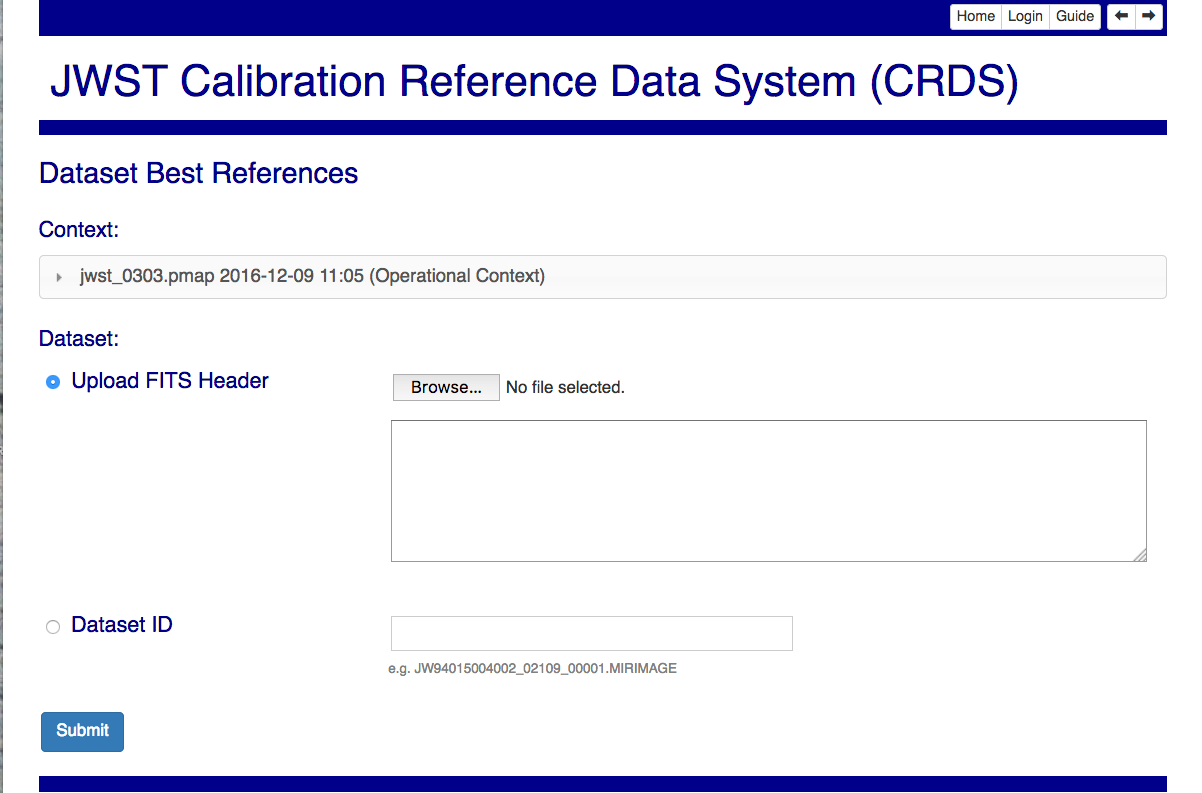 Home Login Guide
JWST Calibration Reference Data System (CRDS)
Dataset Best References
Context:
jwst_0303.pmap 2016-12-09 11:05 (Operational Context)
Dataset:
Upload FITS Header
Browse... No file selected.
Dataset ID
e.g. JW94015004002_02109_00001.MIRIMAGE
Submit